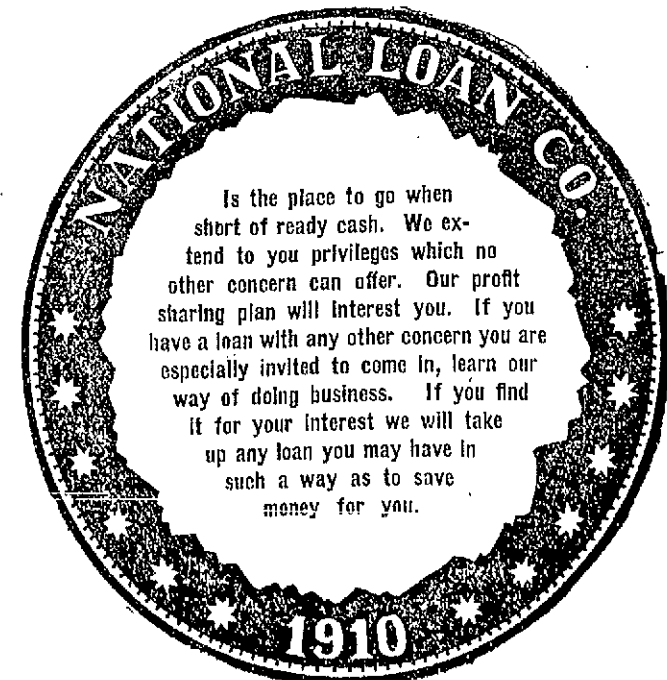 NATIONAL LOAN CO.
Is the place to go when
short of ready cash. We ex-
tend to you privileges which no
other concern can offer. Our profit
sharing plan will interest you. If you
have a loan with any other concern you are
especially invited to come in, learn our
way of doing business. If you find
it for your interest we will take
up any loan you may have in
such a way as to save
money for you.
1910